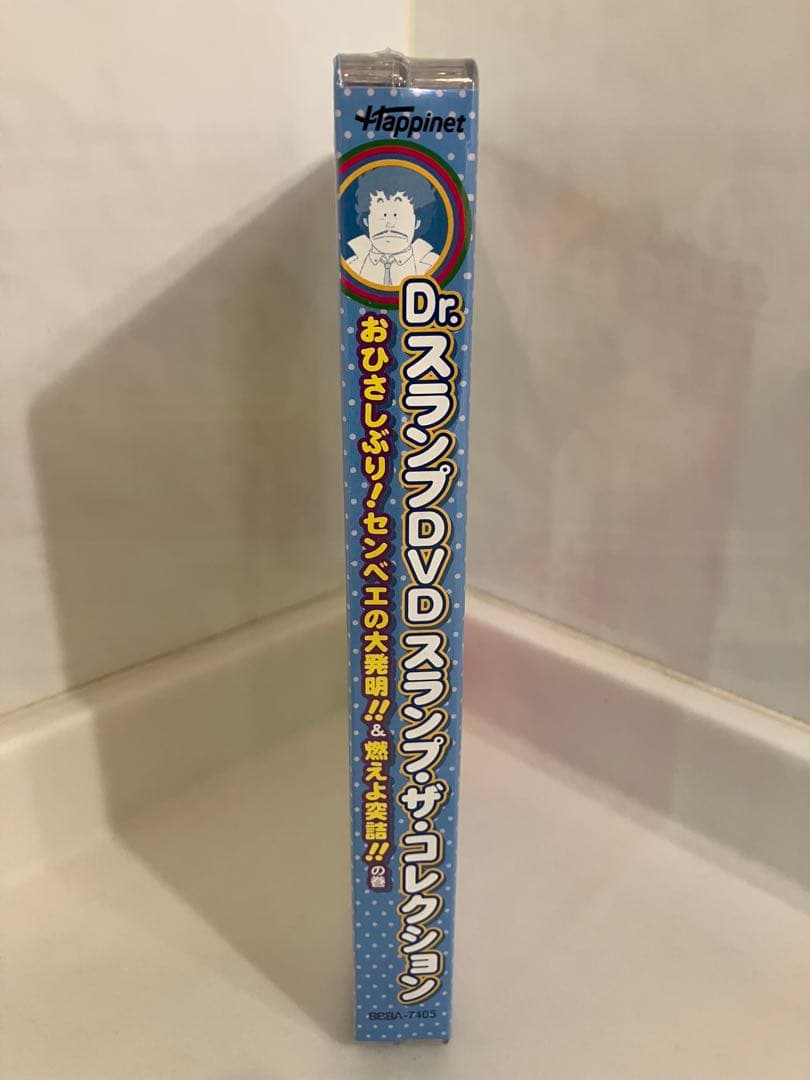 Happinet
Dr.スランプDVD スランプ・ザ・コレクション
おひさしぶり!センベエの大発明!!&燃えよ突詰!!の巻
BBBA-7405